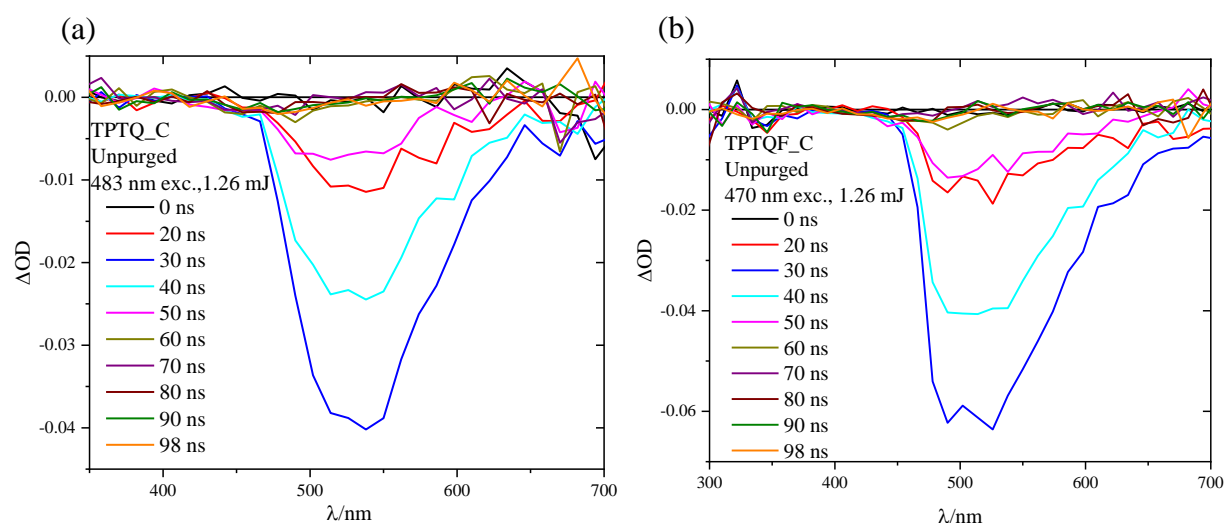 (a)
0.00
-0.01
-0.02
-0.03
-0.04
ΔOD
TPTQ_C
Unpurged
483 nm exc.,1.26 mJ
0 ns
20 ns
30 ns
40 ns
50 ns
60 ns
70 ns
80 ns
90 ns
98 ns
400 500 600 700
λ/nm
(b)
0.00
-0.02
-0.04
-0.06
ΔOD
TPTQF_C
Unpurged
470 nm exc., 1.26 mJ
0 ns
20 ns
30 ns
40 ns
50 ns
60 ns
70 ns
80 ns
90 ns
98 ns
300 400 500 600 700
λ/nm